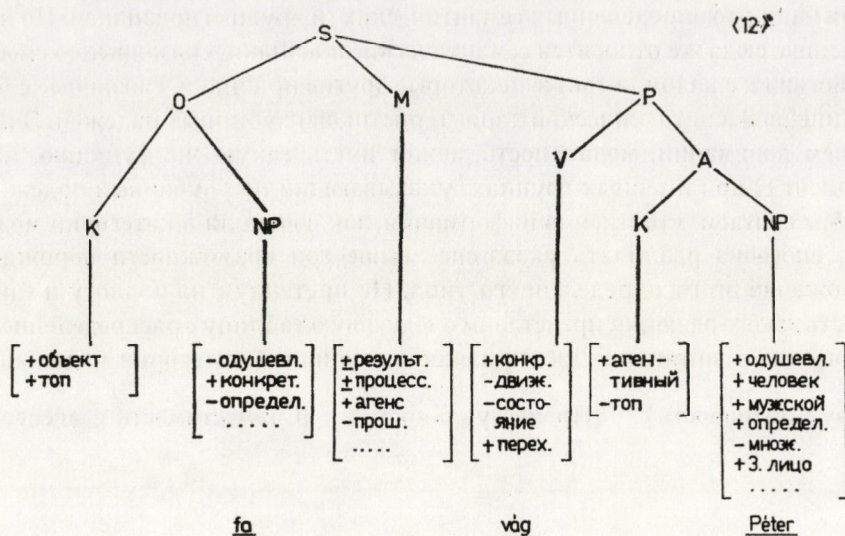 S ⟨12.⟩*
O M P
V A
K NP K NP
+объект
+топ
-одушевл.
+конкрет.
-определ.
±результ
±процесс.
+агенс
-прош.
.....
-конкр.
-движ.
-состо-
яние
+перех.
+аген-
тивный
-топ
+одушевл.
+человек
+мужской
+определ.
-множ.
+3. лицо
......
fa vág Péter